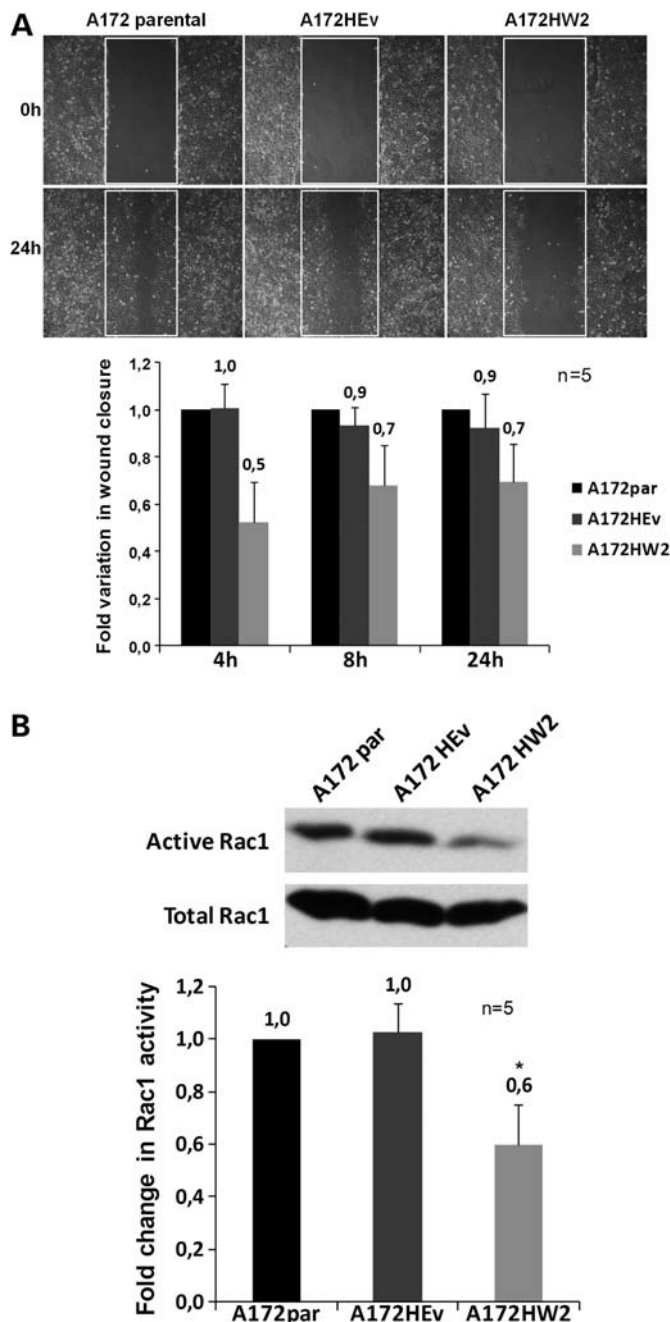 A
A172 parental A172HEv A172HW2
0h
24h
Fold variation in wound closure
1,2
1,0
0,8
0,6
0,4
0,2
0,0
1,0
0,5
0,9
0,7
0,9
0,7
n=5
4h 8h 24h
A172par
A172HEv
A172HW2
B
A172 par A172 HEv A172 HW2
Active Rac1
Total Rac1
Fold change in Rac1 activity
1,2
1,0
0,8
0,6
0,4
0,2
0,0
1,0
1,0
n=5
*
0,6
A172par A172HEv A172HW2